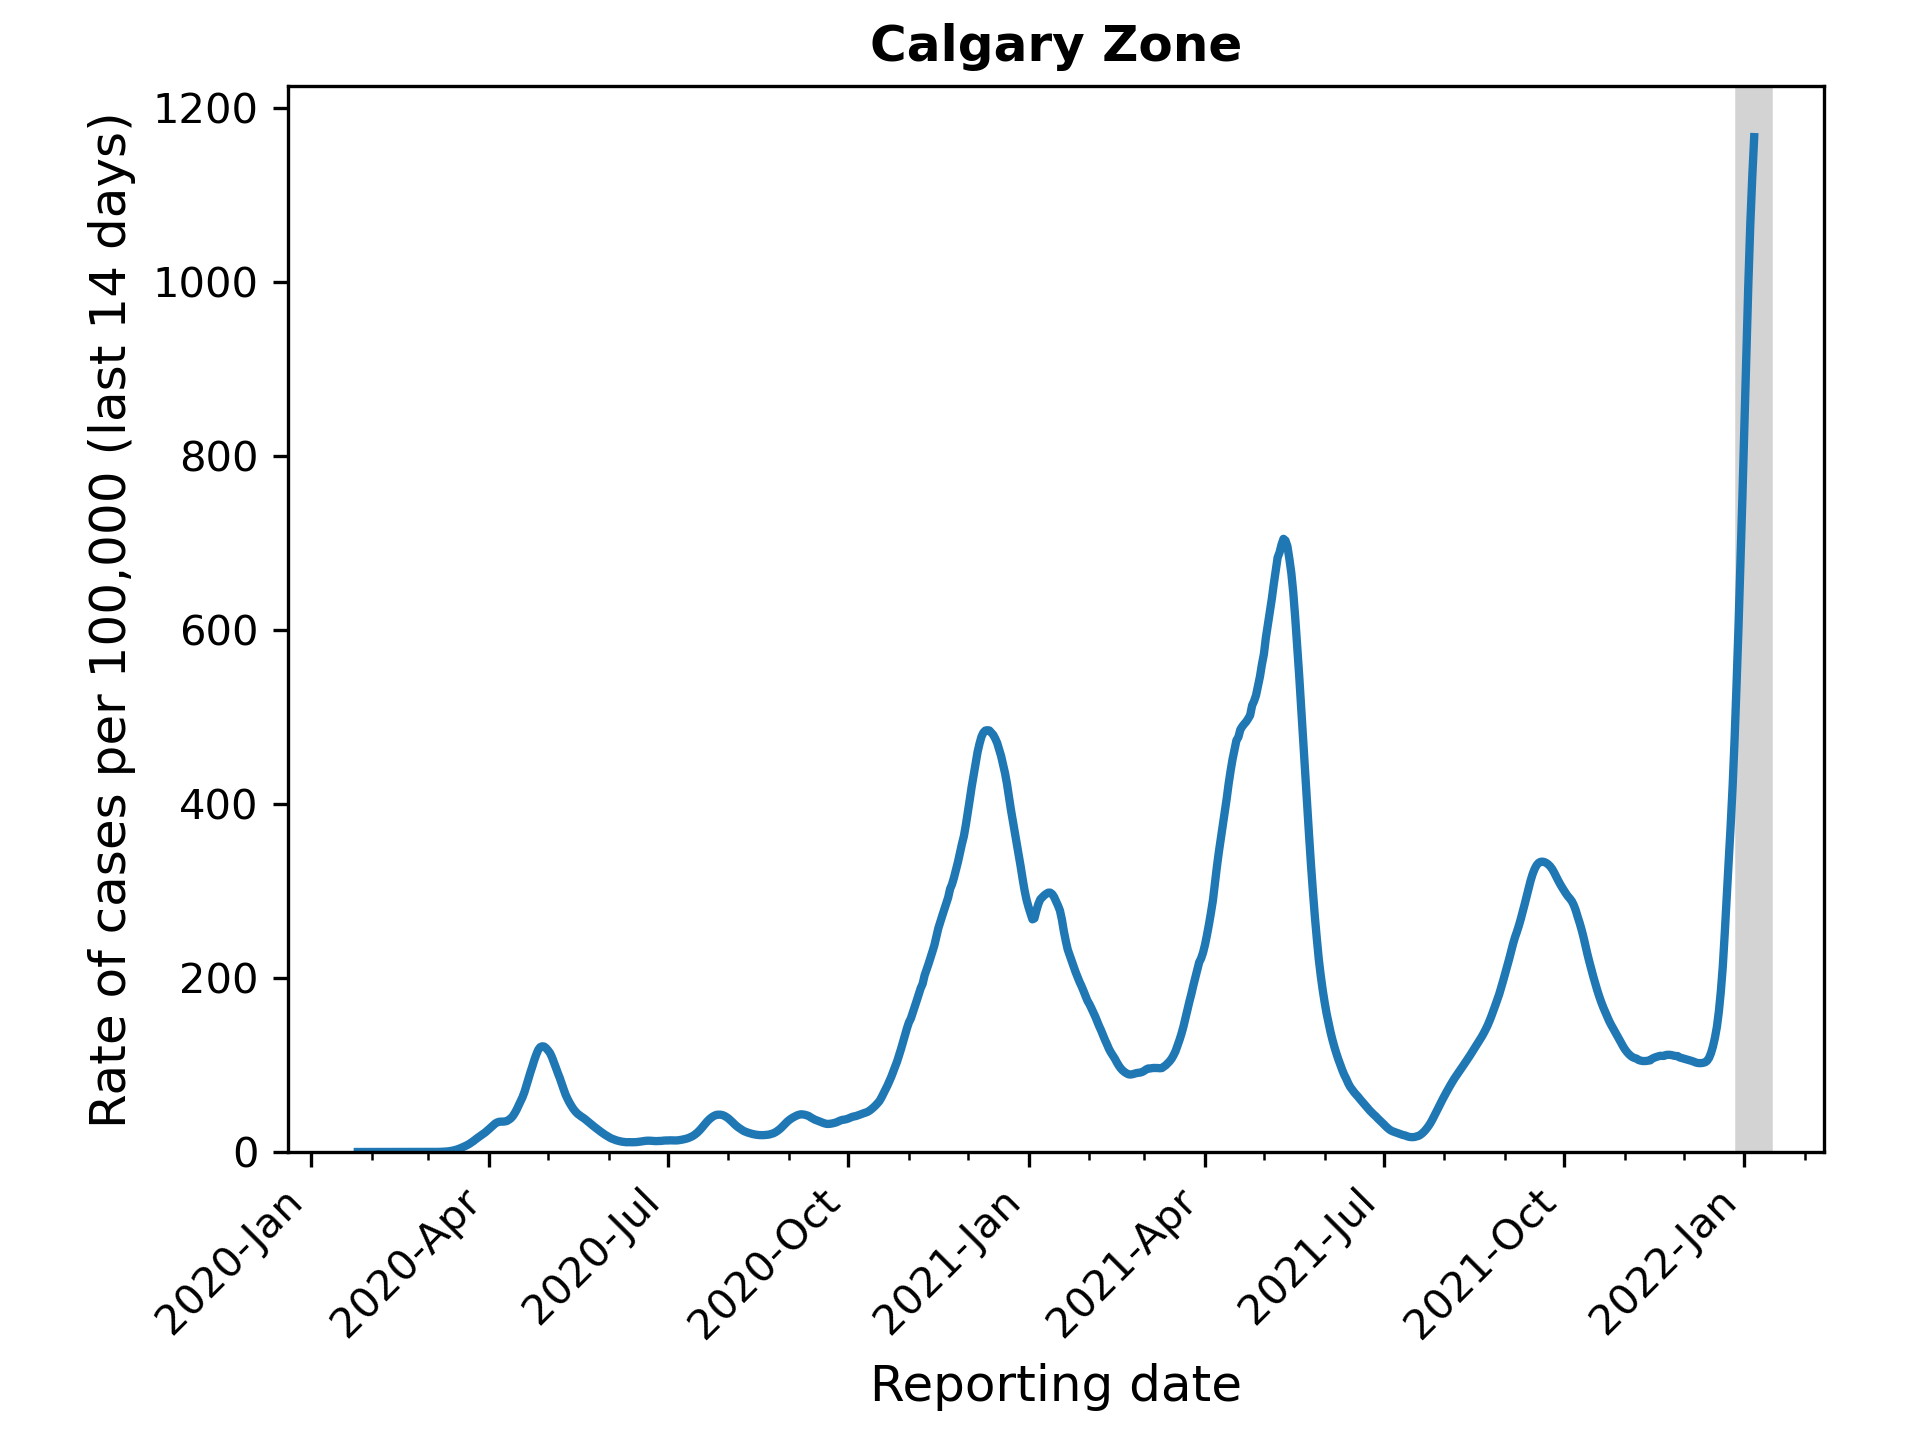 Calgary Zone
Rate of cases per 100,000 (last 14 days)
1200
1000
800
600
400
200
0
2020-Jan
2020-Apr
2020-Jul
2020-Oct
2021-Jan
2021-Apr
2021-Jul
2021-Oct
2022-Jan
Reporting date